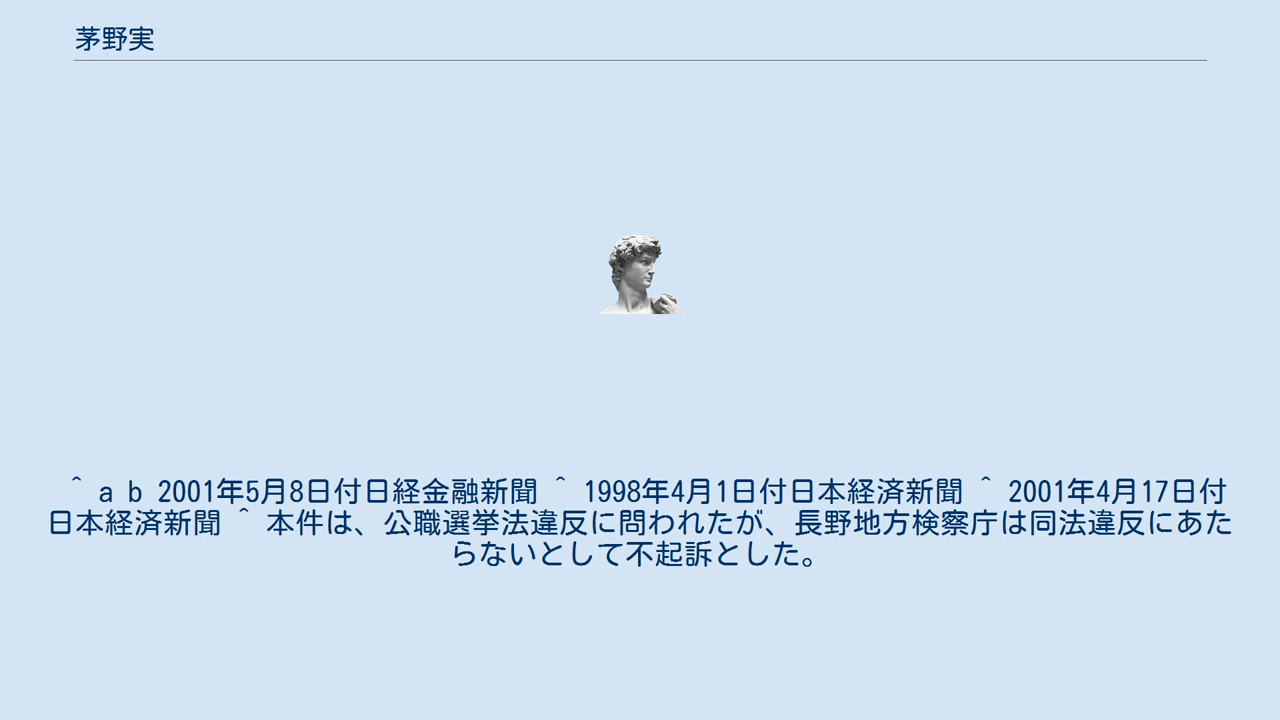 茅野実
^ a b 2001年5月8日付日経金融新聞 ^ 1998年4月1日付日本経済新聞 ^ 2001年4月17日付
日本経済新聞 ^ 本件は、公職選挙法違反に問われたが、長野地方検察庁は同法違反にあた
らないとして不起訴とした。